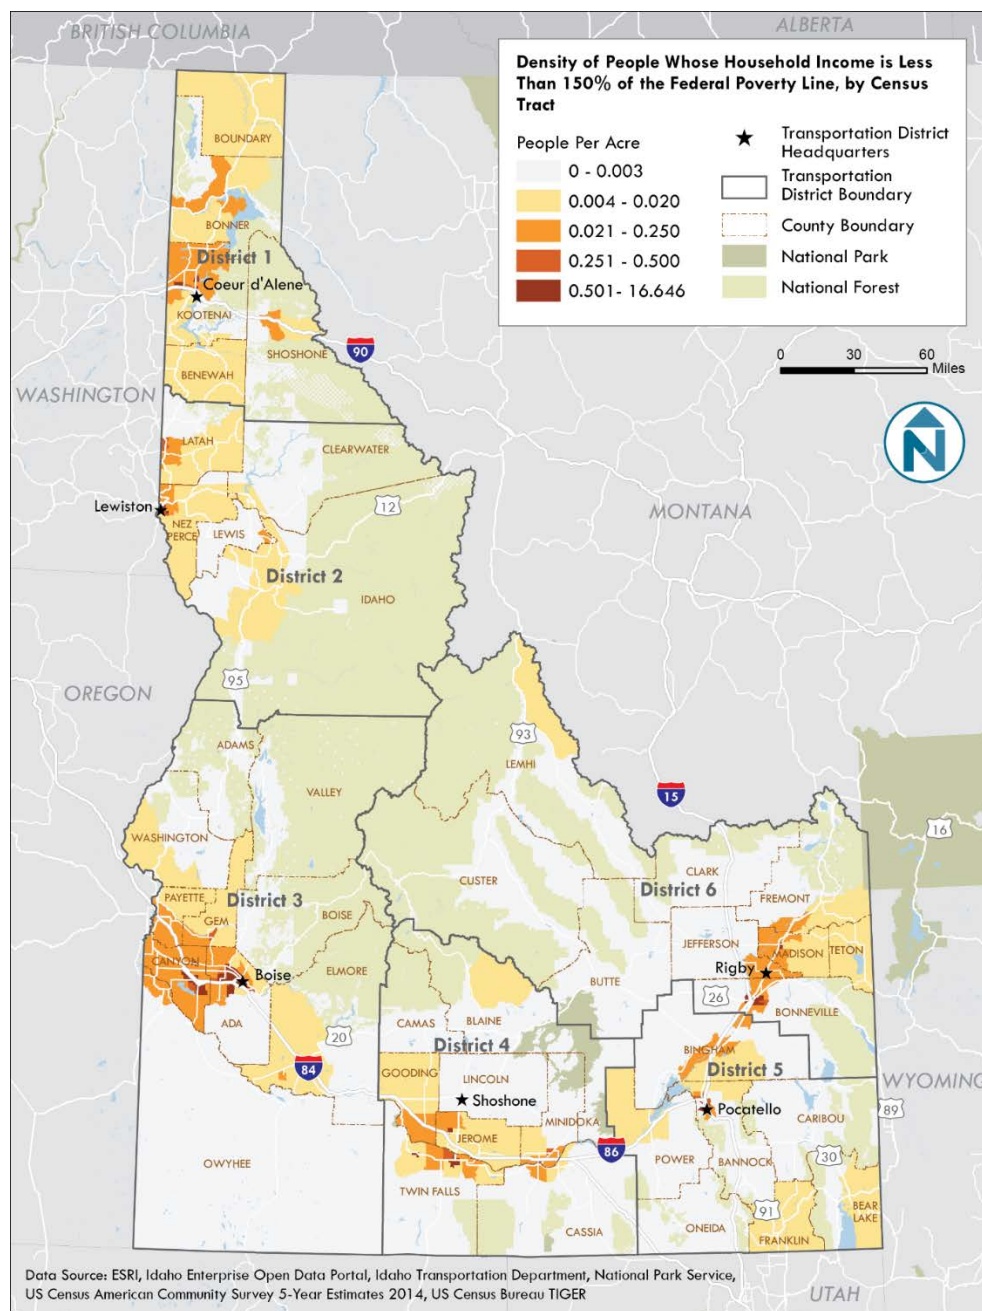 BRITISH COLUMBIA
ALBERTA
Density of People Whose Household Income is Less
Than 150% of the Federal Poverty Line, by Census
Tract
People Per Acre
0 - 0.003
0.004 - 0.020
0.021 - 0.250
0.251 - 0.500
0.501- 16.646
Transportation District
Headquarters
Transportation
District Boundary
County Boundary
National Park
National Forest
0 30 60
Miles
N
BOUNDARY
BONNER
District 1
Coeur d'Alene
KOOTENAI
SHOSHONE
90
BENEWAH
WASHINGTON
LATAH
CLEARWATER
Lewiston
12
NEZ
PERCE
LEWIS
MONTANA
District 2
IDAHO
95
OREGON
93
ADAMS
LEMHI
VALLEY
15
WASHINGTON
16
CLARK
CUSTER
District 6
FREMONT
PAYETTE
District 3
GEM
BOISE
JEFFERSON
MADISON
TETON
CANYON
Boise
ELMORE
Rigby
BUTTE
26
BONNEVILLE
ADA
20
CAMAS
BLAINE
District 4
BINGHAM
84
GOODING
LINCOLN
District 5
WYOMING
Shoshone
Pocatello
89
MINIDOKA
CARIBOU
JEROME
86
OWYHEE
POWER
BANNOCK
30
TWIN FALLS
91
BEAR
LAKE
CASSIA
ONEIDA
FRANKLIN
Data Source: ESRI, Idaho Enterprise Open Data Portal, Idaho Transportation Department, National Park Service,
US Census American Community Survey 5-Year Estimates 2014, US Census Bureau TIGER
UTAH